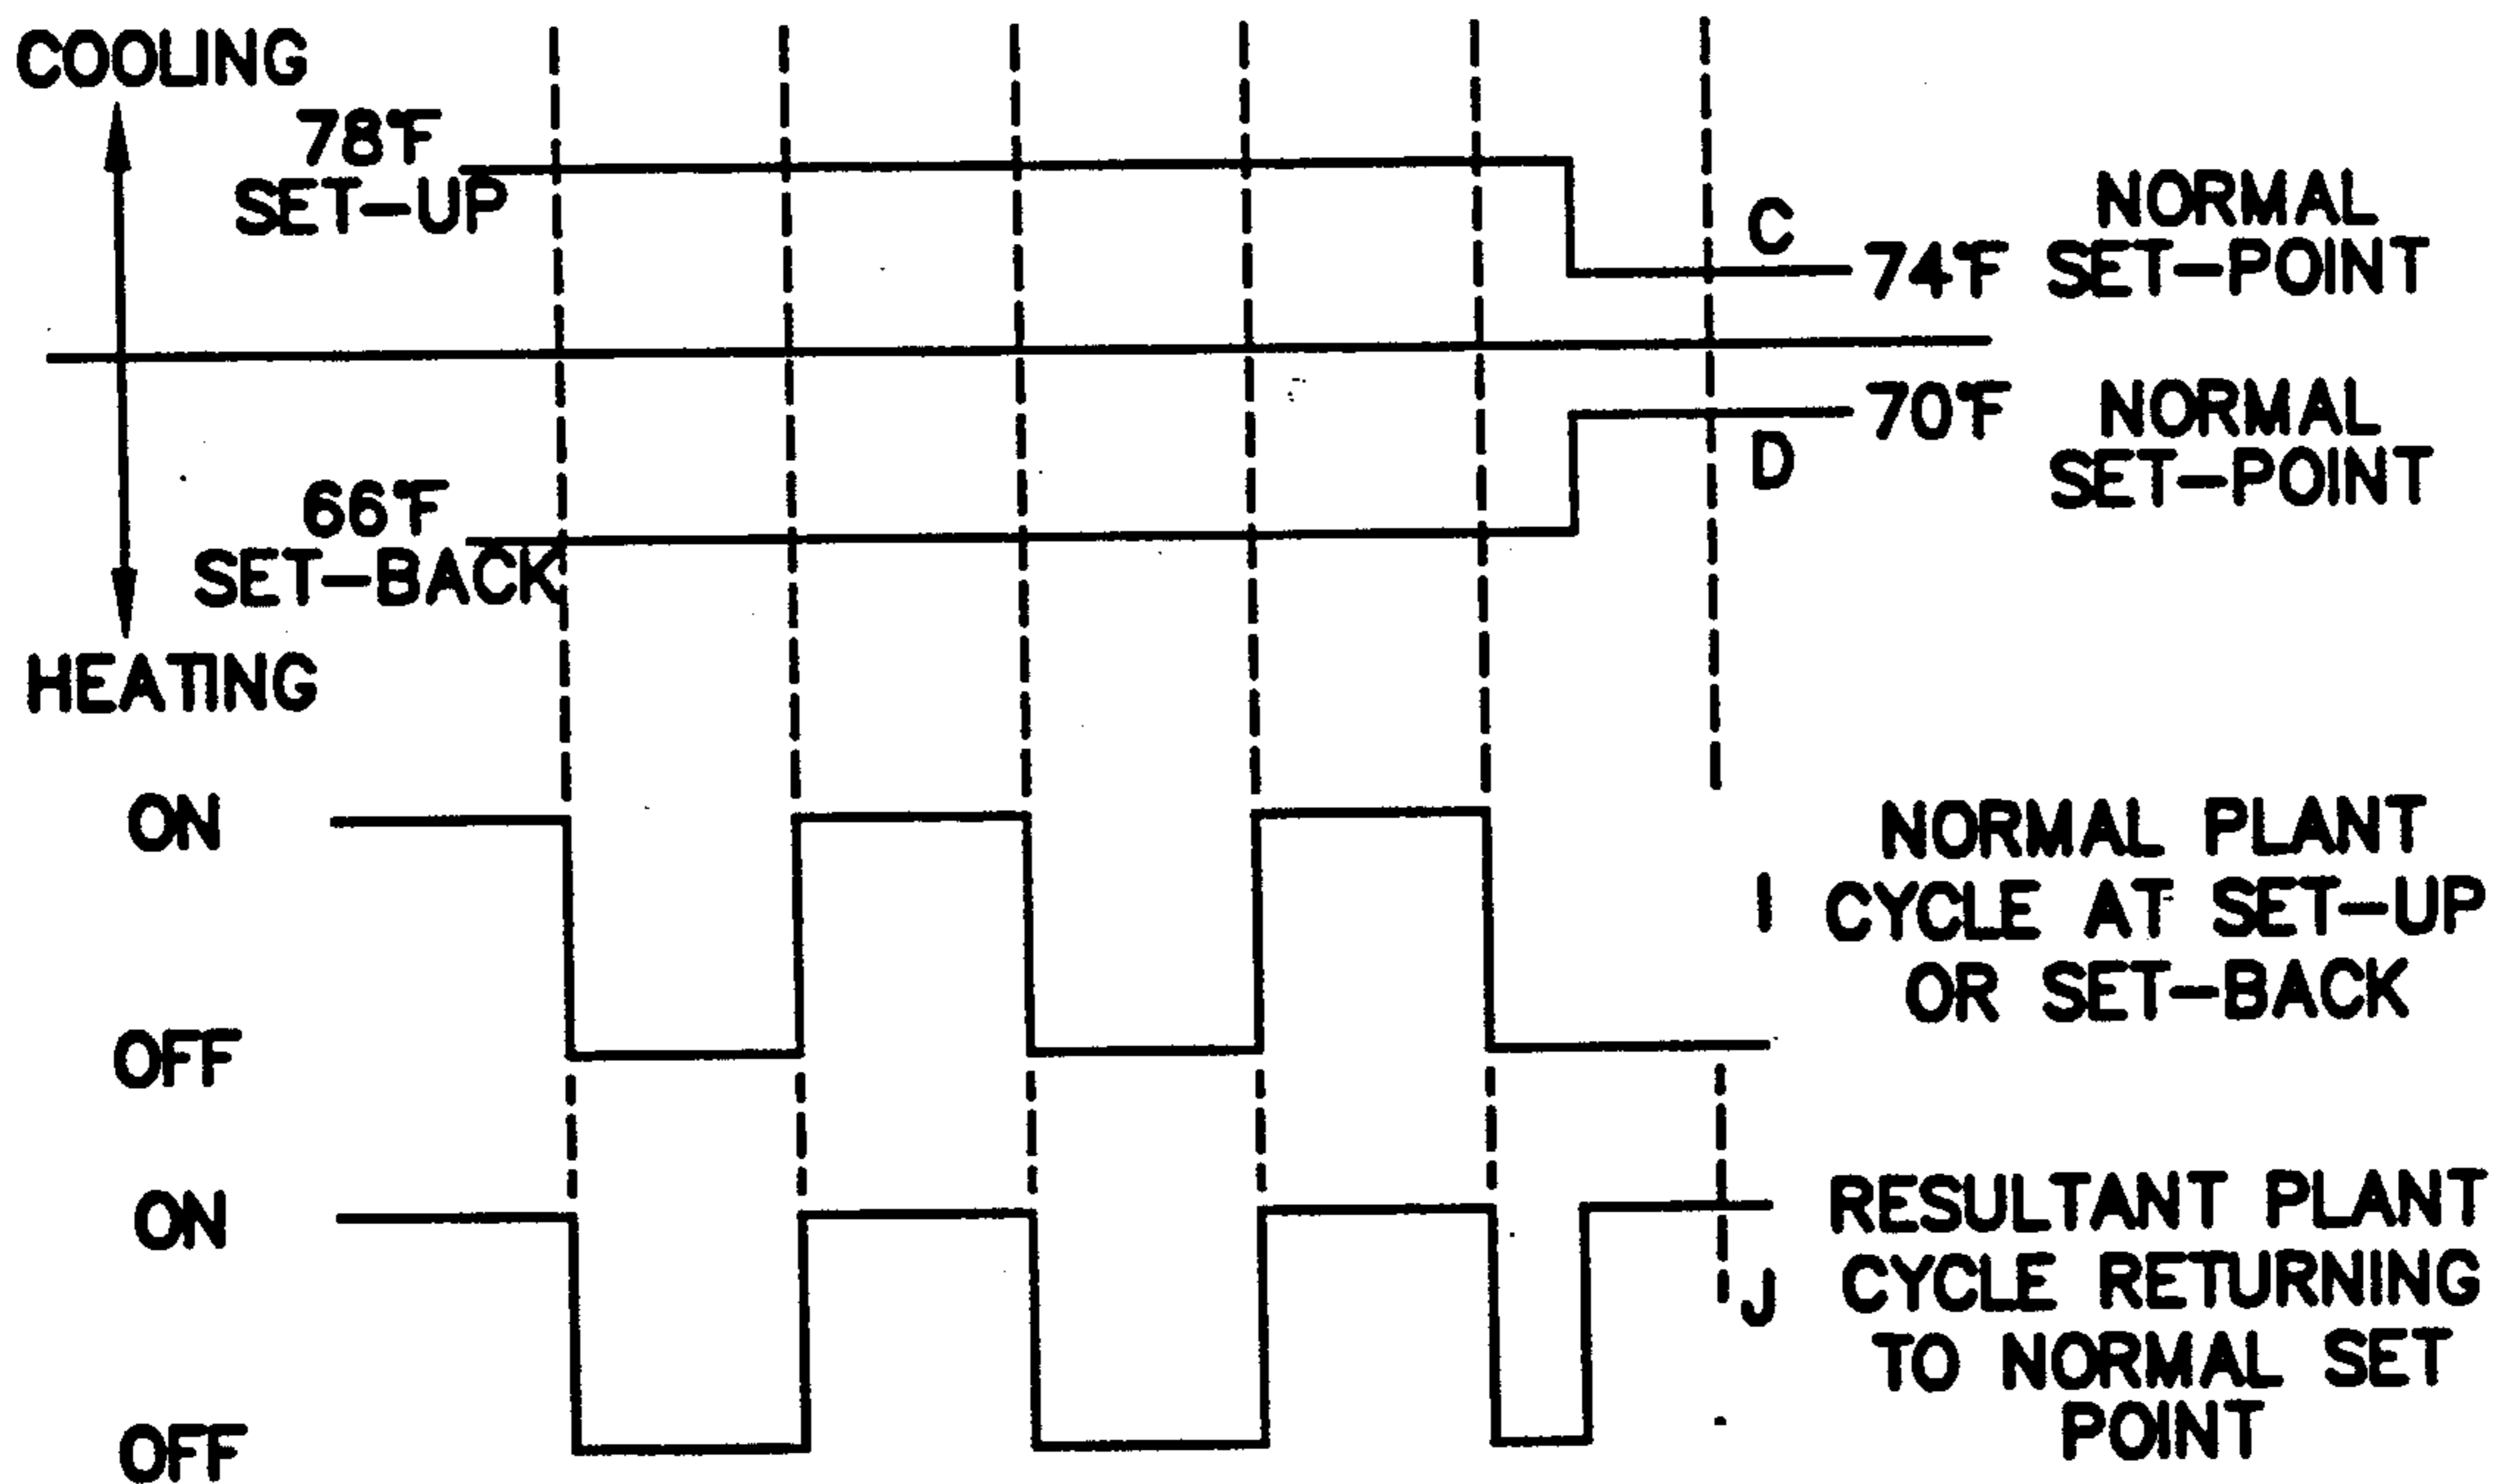 COOLING
78°F
SET-UP
C
74°F
NORMAL
SET-POINT
70°F
D
NORMAL
SET-POINT
66°F
SET-BACK
HEATING
ON
OFF
I
NORMAL PLANT
CYCLE AT SET-UP
OR SET-BACK
ON
OFF
J
RESULTANT PLANT
CYCLE RETURNING
TO NORMAL SET
POINT